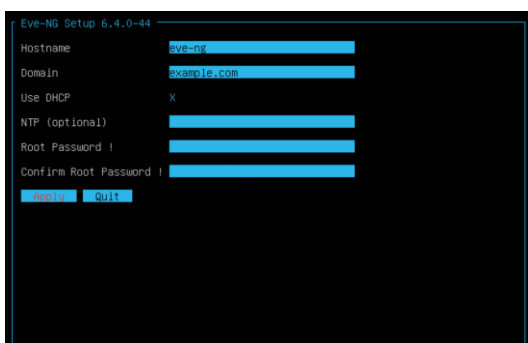 Eve-NG Setup 6.4.0-44
Hostname eve-ng
Domain example.com
Use DHCP X
NTP (optional)
Root Password !
Confirm Root Password !
Apply Quit